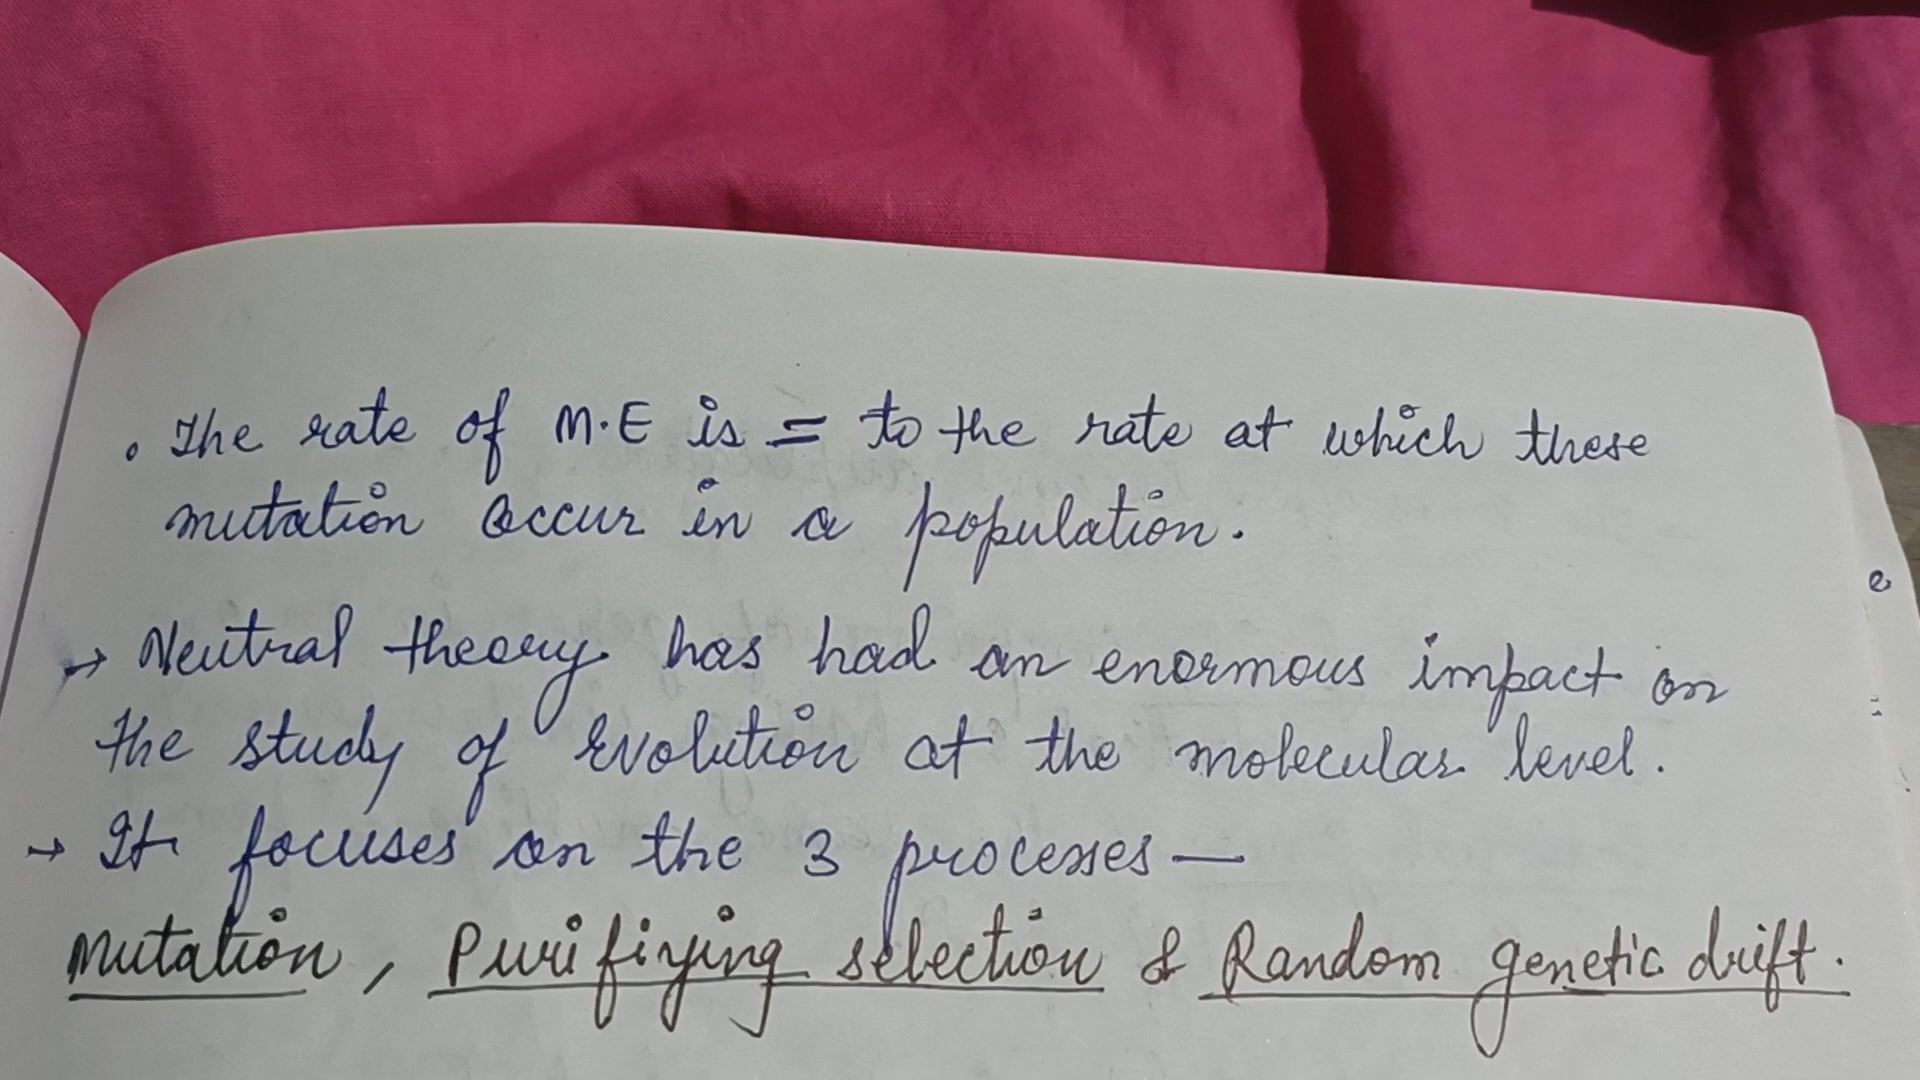 . The rate of M.E is = to the rate at which these
mutation occur in a population.
→ Neutral theory has had an enormous impact on
the study of Evolution at the molecular level.
→ It focuses on the 3 processes —
Mutation, Purifiying selection & Random genetic drift.